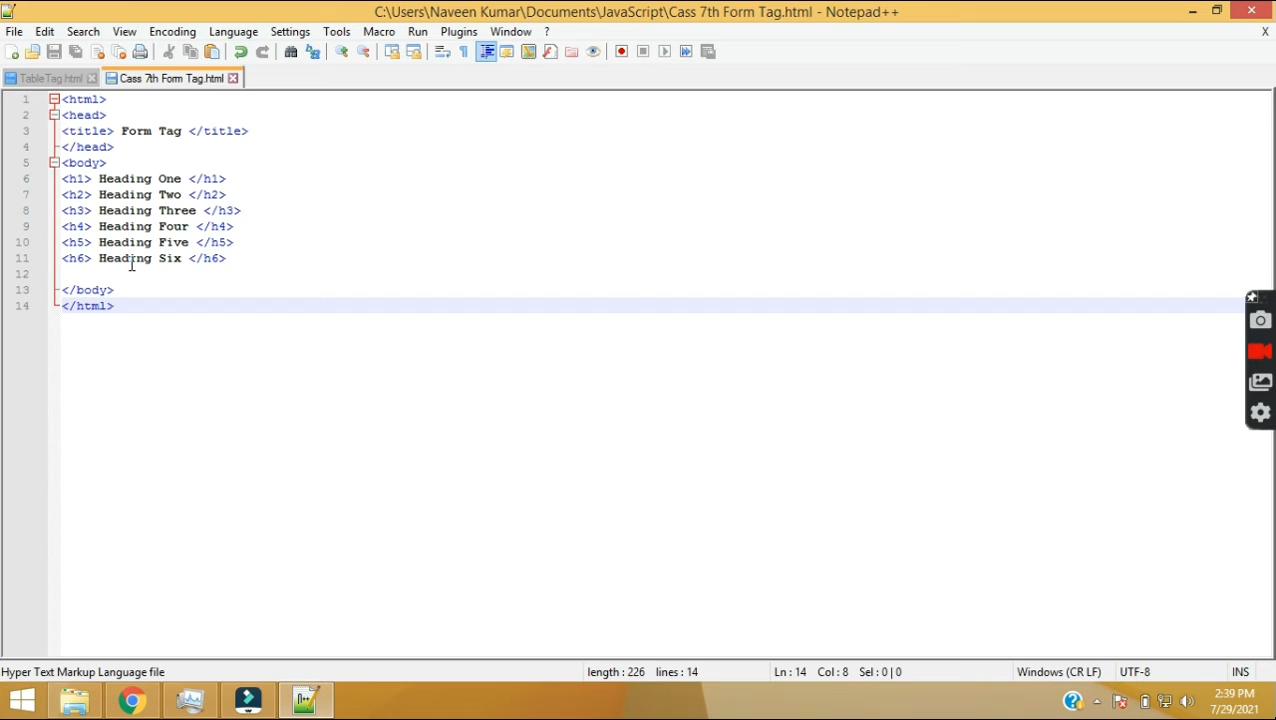 C:\Users\Naveen Kumar\Documents\JavaScript\Cass 7th Form Tag.html - Notepad++
File Edit Search View Encoding Language Settings Tools Macro Run Plugins Window ? X
TableTag.html Cass 7th Form Tag.html
1 <html>
2 <head>
3 <title> Form Tag </title>
4 </head>
5 <body>
6 <h1> Heading One </h1>
7 <h2> Heading Two </h2>
8 <h3> Heading Three </h3>
9 <h4> Heading Four </h4>
10 <h5> Heading Five </h5>
11 <h6> Heading Six </h6>
12
13 </body>
14 </html>
Hyper Text Markup Language file length : 226 lines : 14 Ln : 14 Col : 8 Sel : 0 | 0 Windows (CR LF) UTF-8 INS
2:39 PM
7/29/2021